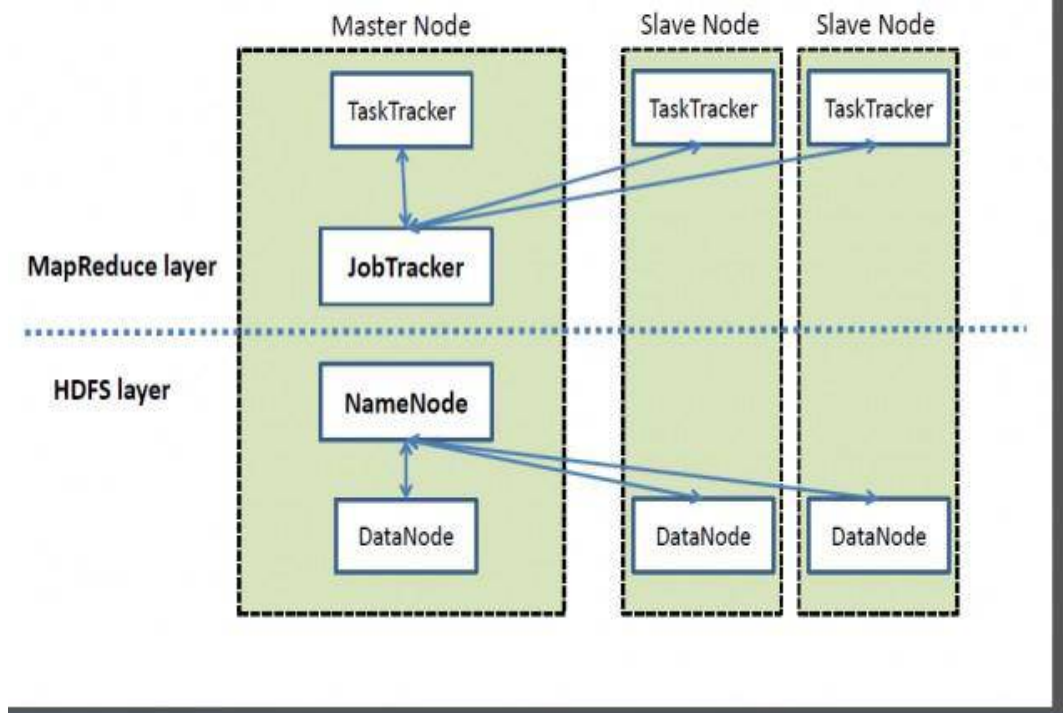 Master Node
Slave Node
Slave Node
TaskTracker
TaskTracker
TaskTracker
MapReduce layer
JobTracker
HDFS layer
NameNode
DataNode
DataNode
DataNode